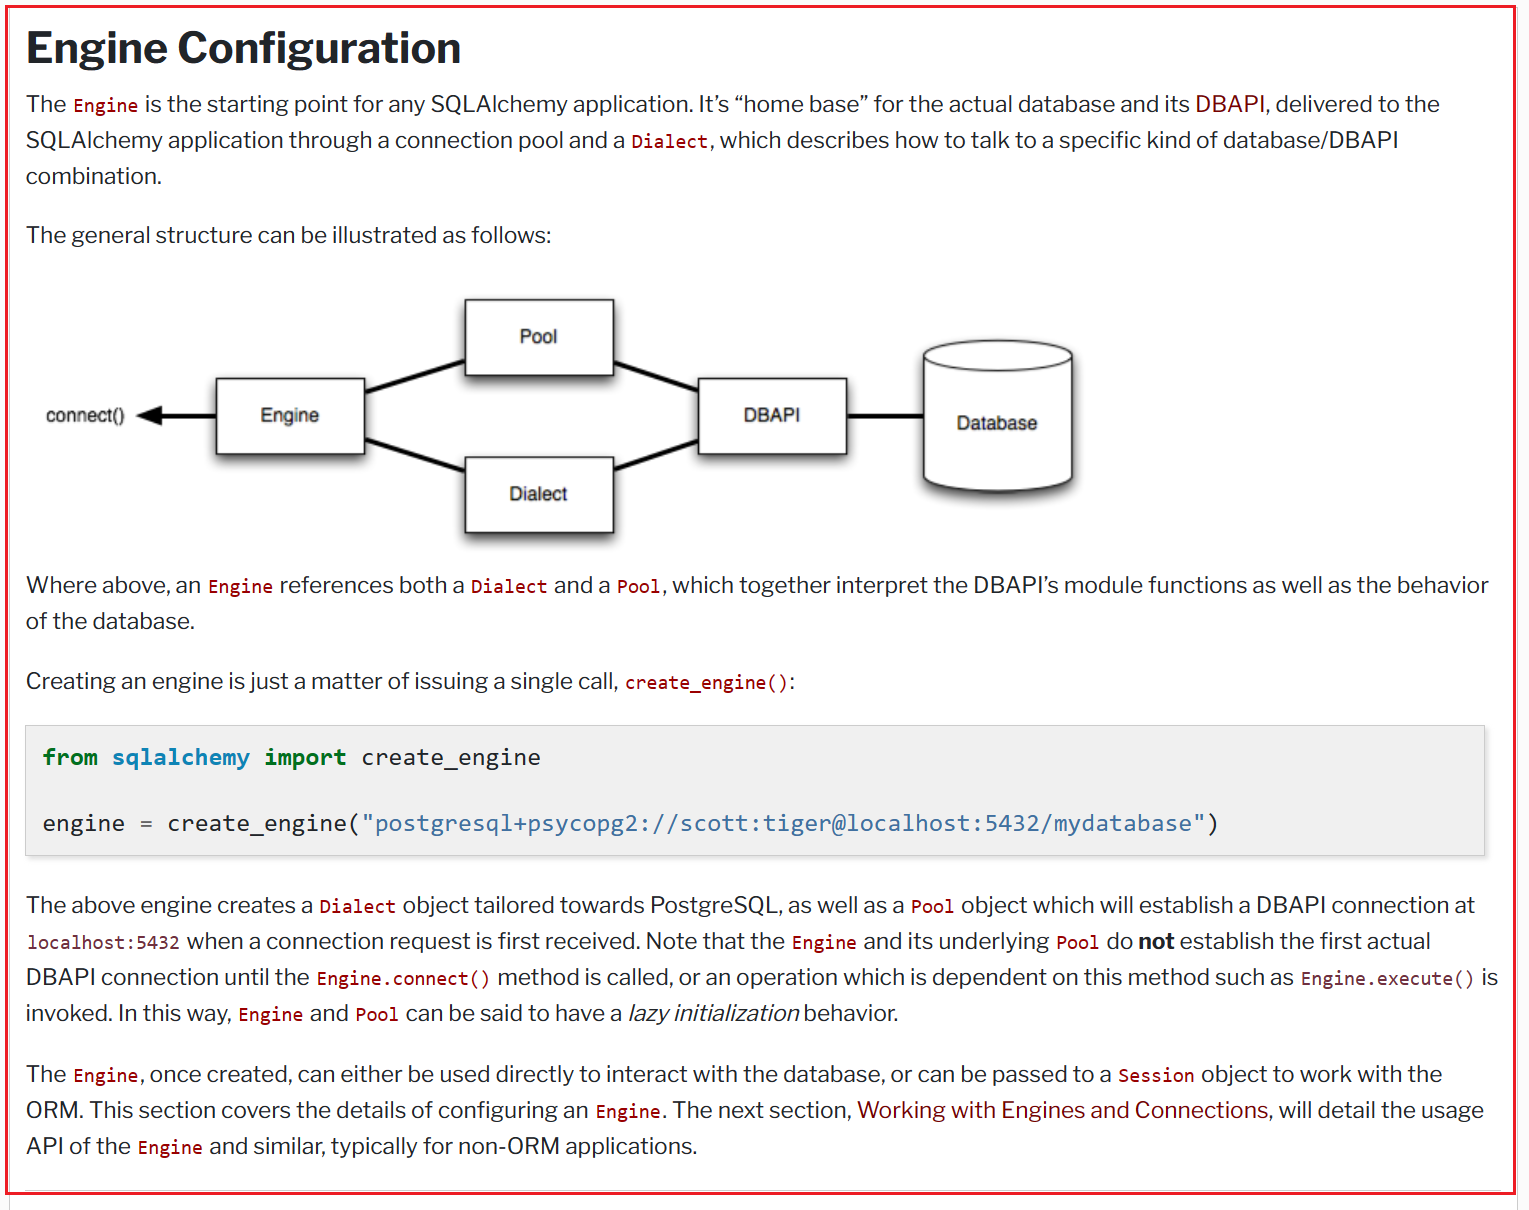 Engine Configuration
The Engine is the starting point for any SQLAlchemy application. It’s “home base” for the actual database and its DBAPI, delivered to the
SQLAlchemy application through a connection pool and a Dialect, which describes how to talk to a specific kind of database/DBAPI
combination.
The general structure can be illustrated as follows:
Pool
connect()
Engine
DBAPI
Database
Dialect
Where above, an Engine references both a Dialect and a Pool, which together interpret the DBAPI’s module functions as well as the behavior
of the database.
Creating an engine is just a matter of issuing a single call, create_engine():
from sqlalchemy import create_engine
engine = create_engine("postgresql+psycopg2://scott:tiger@localhost:5432/mydatabase")
The above engine creates a Dialect object tailored towards PostgreSQL, as well as a Pool object which will establish a DBAPI connection at
localhost:5432 when a connection request is first received. Note that the Engine and its underlying Pool do not establish the first actual
DBAPI connection until the Engine.connect() method is called, or an operation which is dependent on this method such as Engine.execute() is
invoked. In this way, Engine and Pool can be said to have a lazy initialization behavior.
The Engine, once created, can either be used directly to interact with the database, or can be passed to a Session object to work with the
ORM. This section covers the details of configuring an Engine. The next section, Working with Engines and Connections, will detail the usage
API of the Engine and similar, typically for non-ORM applications.